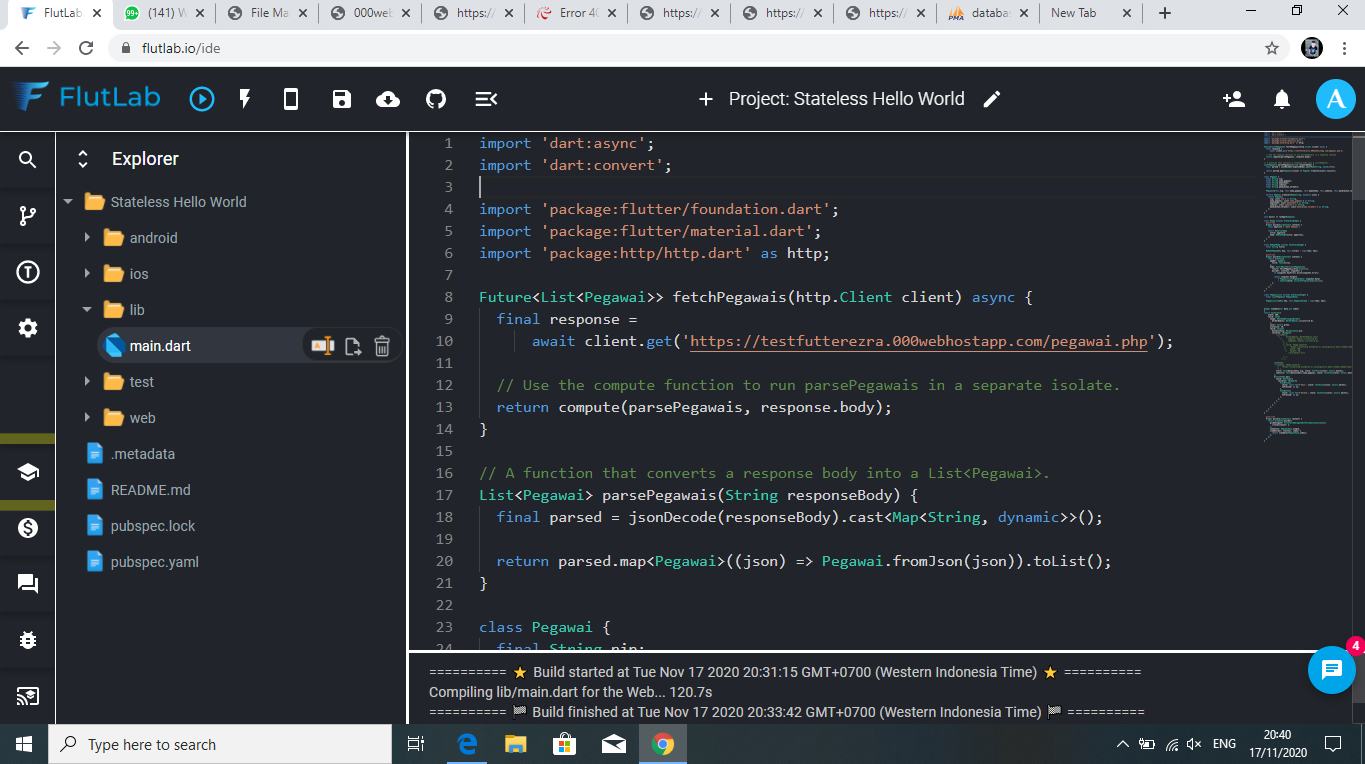 FlutLab
(141) W
File Ma
000web
https:/
Error 40
https:/
https:/
https:/
databa
New Tab
flutlab.io/ide
FlutLab
Project: Stateless Hello World
A
Explorer
Stateless Hello World
android
ios
lib
main.dart
test
web
.metadata
README.md
pubspec.lock
pubspec.yaml
1 import 'dart:async';
2 import 'dart:convert';
3
4 import 'package:flutter/foundation.dart';
5 import 'package:flutter/material.dart';
6 import 'package:http/http.dart' as http;
7
8 Future<List<Pegawai>> fetchPegawais(http.Client client) async {
9 final response =
10 await client.get('https://testfutterezra.000webhostapp.com/pegawai.php');
11
12 // Use the compute function to run parsePegawais in a separate isolate.
13 return compute(parsePegawais, response.body);
14 }
15
16 // A function that converts a response body into a List<Pegawai>.
17 List<Pegawai> parsePegawais(String responseBody) {
18 final parsed = jsonDecode(responseBody).cast<Map<String, dynamic>>();
19
20 return parsed.map<Pegawai>((json) => Pegawai.fromJson(json)).toList();
21 }
22
23 class Pegawai {
24 final String nip;
========== ⭐ Build started at Tue Nov 17 2020 20:31:15 GMT+0700 (Western Indonesia Time) ⭐ ==========
Compiling lib/main.dart for the Web... 120.7s
========== 🏁 Build finished at Tue Nov 17 2020 20:33:42 GMT+0700 (Western Indonesia Time) 🏁 ==========
4
Type here to search
ENG
20:40
17/11/2020